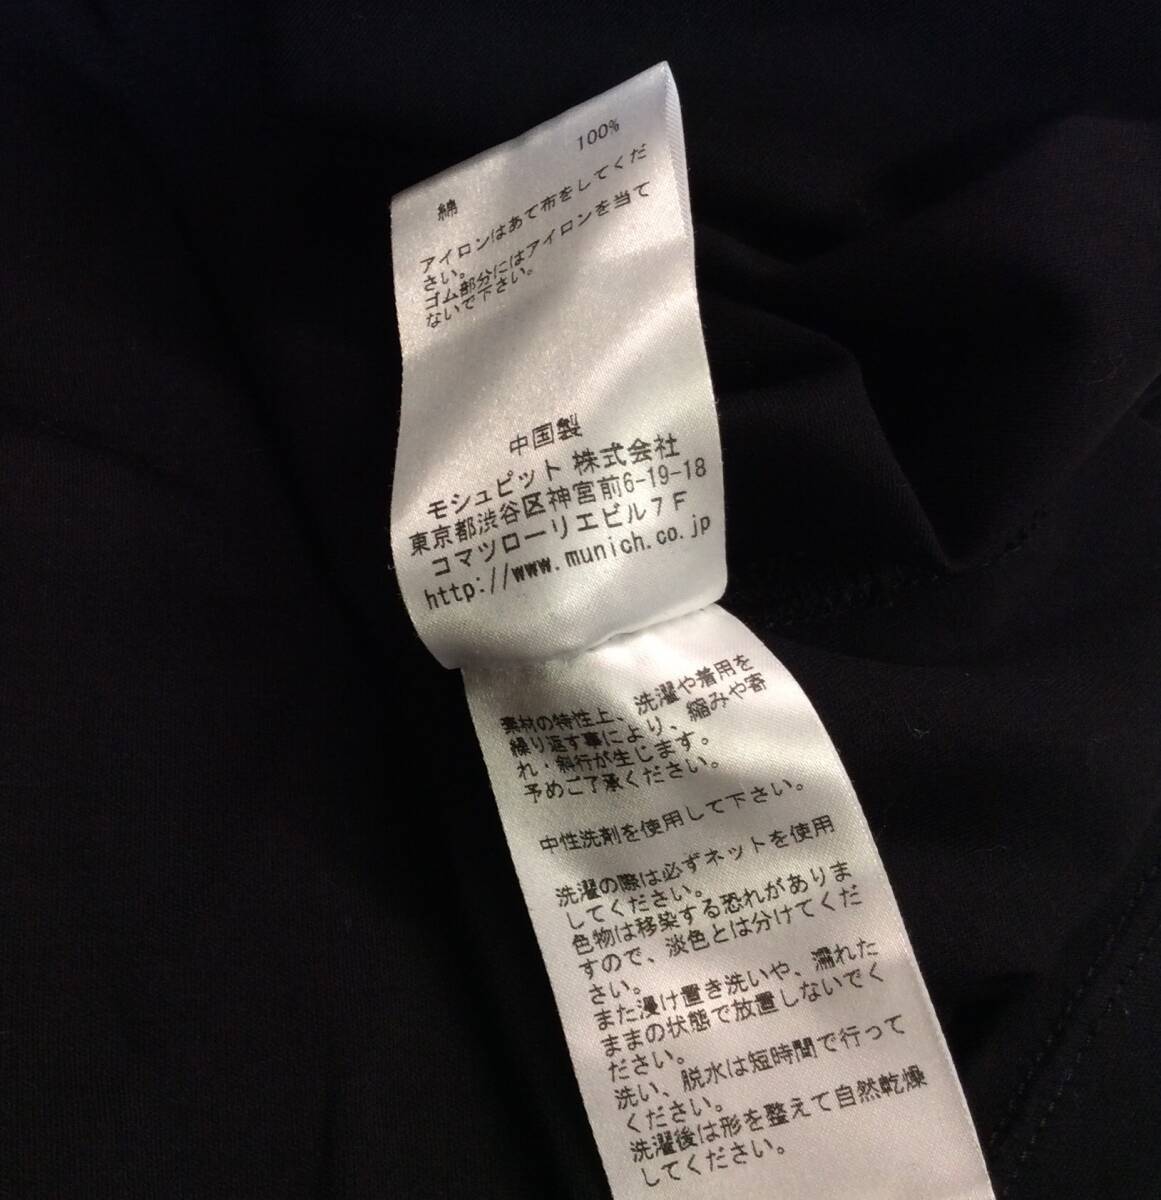 綿 100%
アイロンはあて布をしてくだ
さい。
ゴム部分にはアイロンを当て
ないで下さい。
中国製
モシュピット 株式会社
東京都渋谷区神宮前6-19-18
コマツローリエビル7F
http://www.munich.co.jp
素材の特性上、洗濯や着用を
繰り返す事により、縮みや寄
れ・斜行が生じます。
予めご了承ください。
中性洗剤を使用して下さい。
洗濯の際は必ずネットを使用
してください。
色物は移染する恐れがありま
すので、淡色とは分けてくだ
さい。
また漫け置き洗いや、濡れた
ままの状態で放置しないでく
ださい。
洗い、脱水は短時間で行って
ください。
洗濯後は形を整えて自然乾燥
してください。